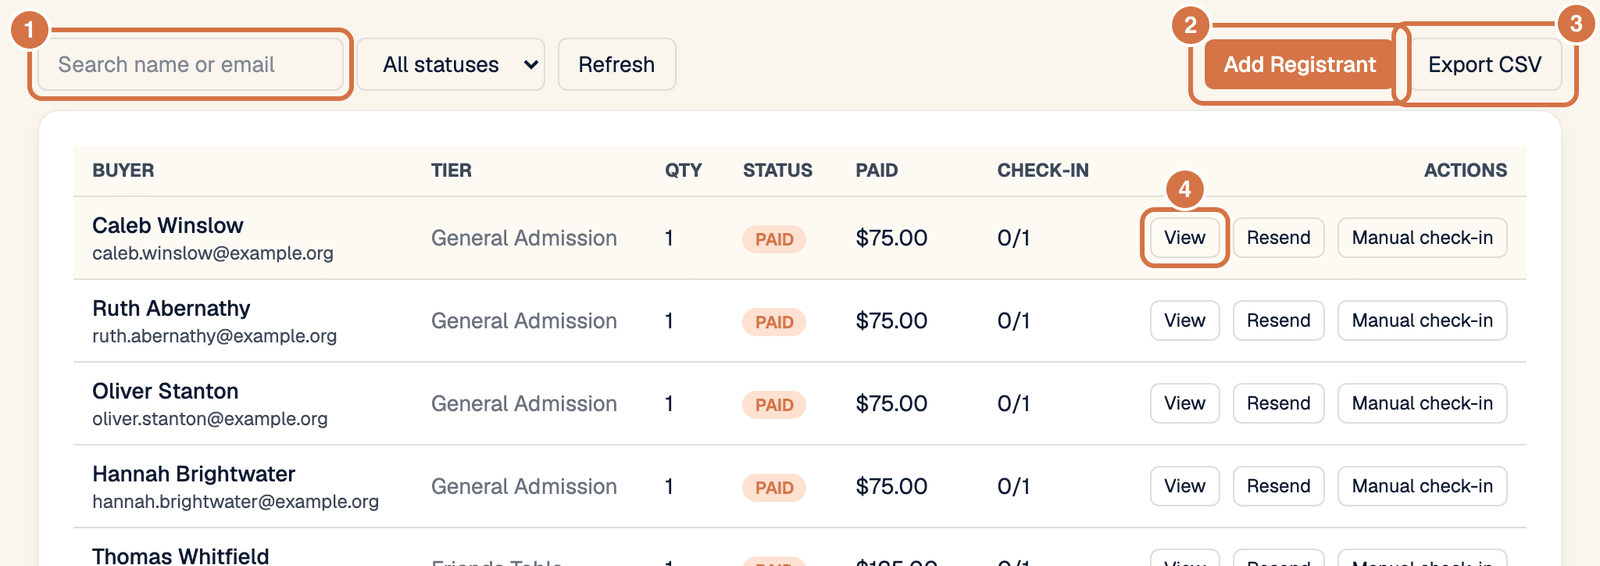 1
2
3
Search name or email
All statuses
Refresh
Add Registrant
Export CSV
BUYER TIER QTY STATUS PAID CHECK-IN ACTIONS
4
Caleb Winslow
caleb.winslow@example.org
General Admission 1 PAID $75.00 0/1 View Resend Manual check-in
Ruth Abernathy
ruth.abernathy@example.org
General Admission 1 PAID $75.00 0/1 View Resend Manual check-in
Oliver Stanton
oliver.stanton@example.org
General Admission 1 PAID $75.00 0/1 View Resend Manual check-in
Hannah Brightwater
hannah.brightwater@example.org
General Admission 1 PAID $75.00 0/1 View Resend Manual check-in
Thomas Whitfield